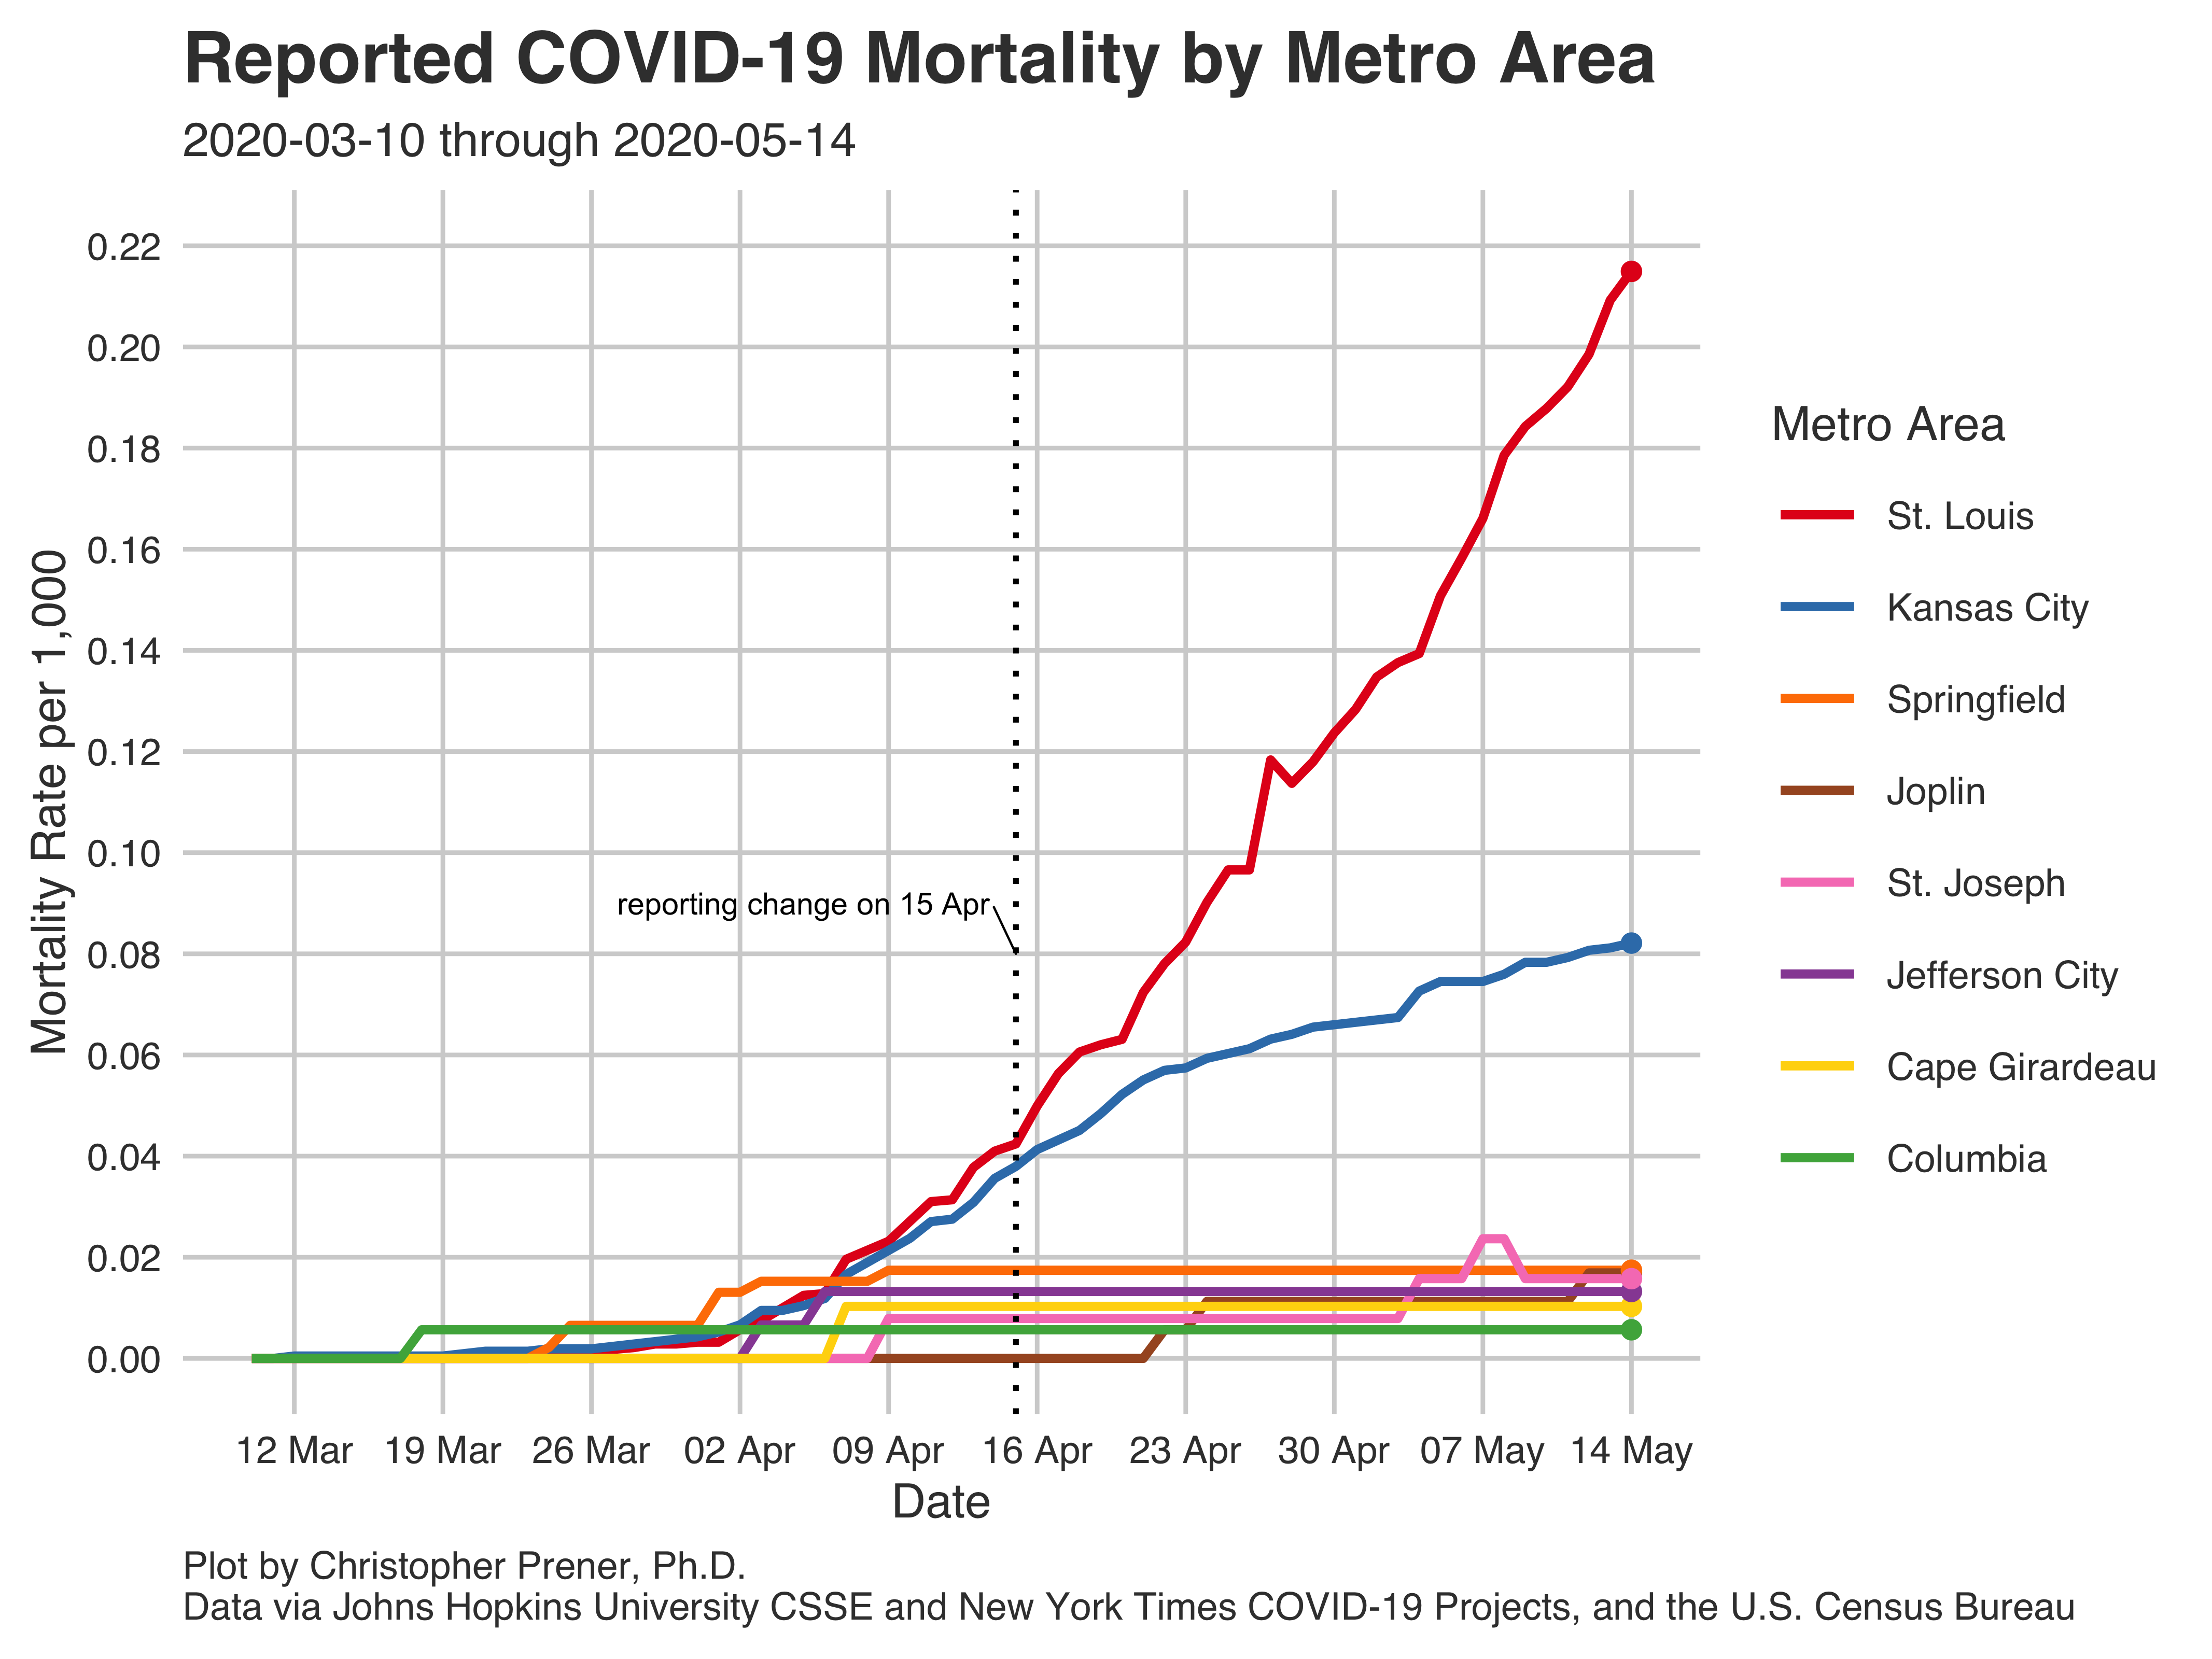 Reported COVID-19 Mortality by Metro Area
2020-03-10 through 2020-05-14
Mortality Rate per 1,000
0.22
0.20
0.18
0.16
0.14
0.12
0.10
0.08
0.06
0.04
0.02
0.00
reporting change on 15 Apr
12 Mar
19 Mar
26 Mar
02 Apr
09 Apr
16 Apr
23 Apr
30 Apr
07 May
14 May
Date
Metro Area
St. Louis
Kansas City
Springfield
Joplin
St. Joseph
Jefferson City
Cape Girardeau
Columbia
Plot by Christopher Prener, Ph.D.
Data via Johns Hopkins University CSSE and New York Times COVID-19 Projects, and the U.S. Census Bureau